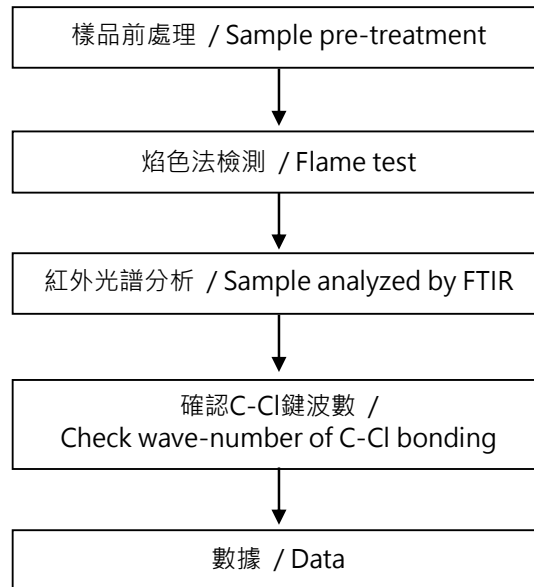 樣品前處理 / Sample pre-treatment
焰色法檢測 / Flame test
紅外光譜分析 / Sample analyzed by FTIR
確認C-Cl鍵波數 /
Check wave-number of C-Cl bonding
數據 / Data